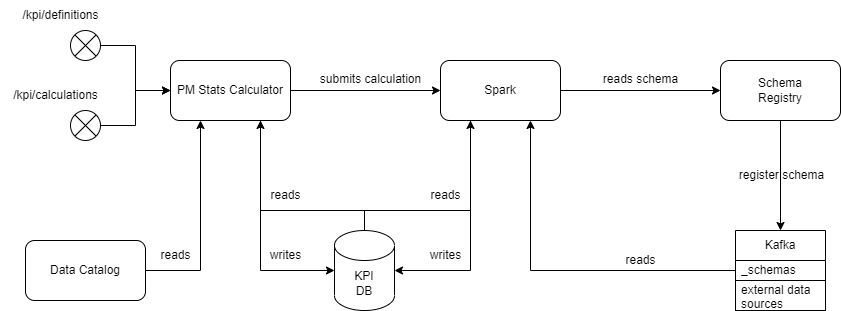 /kpi/definitions
/kpi/calculations
PM Stats Calculator
submits calculation
Spark
reads schema
Schema
Registry
register schema
reads
reads
Data Catalog
reads
writes
KPI
DB
writes
reads
Kafka
_schemas
external data
sources